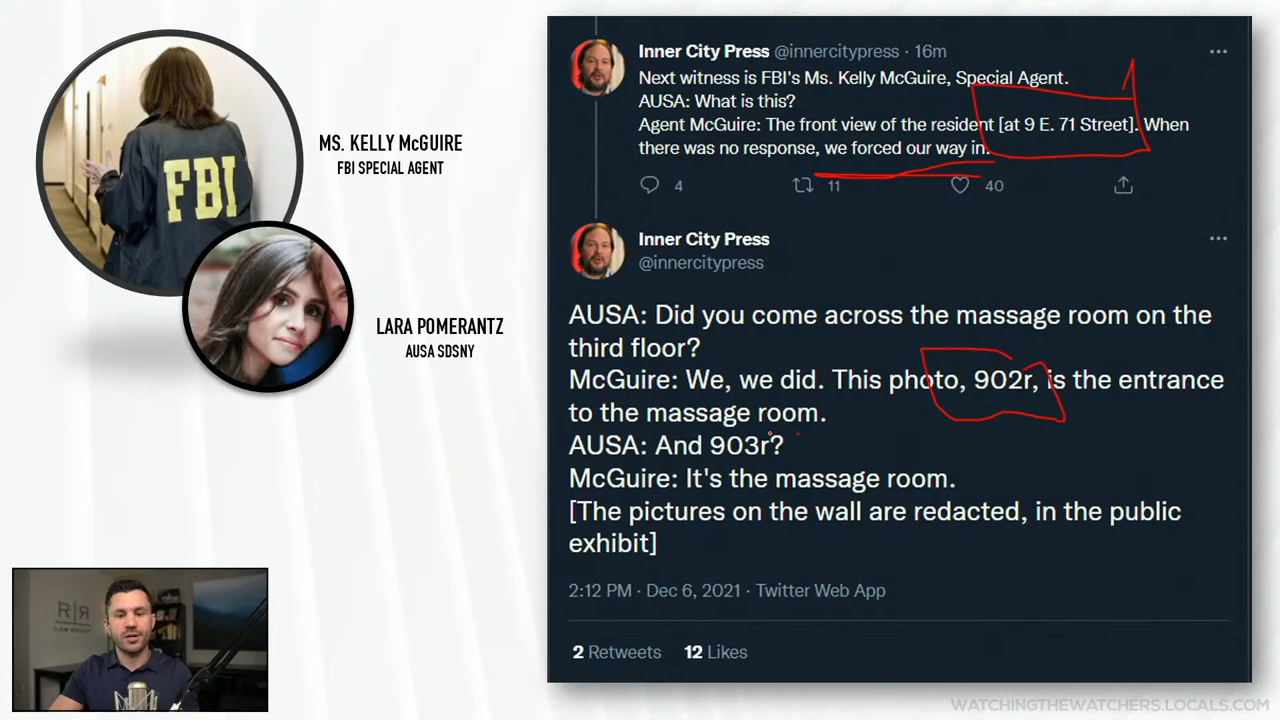 FBI
MS. KELLY McGUIRE
FBI SPECIAL AGENT
LARA POMERANTZ
AUSA SDSNY
Inner City Press @innercitypress · 16m
Next witness is FBI's Ms. Kelly McGuire, Special Agent.
AUSA: What is this?
Agent McGuire: The front view of the resident [at 9 E. 71 Street]. When
there was no response, we forced our way in.
4 11 40
Inner City Press
@innercitypress
AUSA: Did you come across the massage room on the
third floor?
McGuire: We, we did. This photo, 902r, is the entrance
to the massage room.
AUSA: And 903r?
McGuire: It's the massage room.
[The pictures on the wall are redacted, in the public
exhibit]
2:12 PM · Dec 6, 2021 · Twitter Web App
2 Retweets 12 Likes
R|R
LAW GROUP
WATCHINGTHEWATCHERS.LOCALS.COM